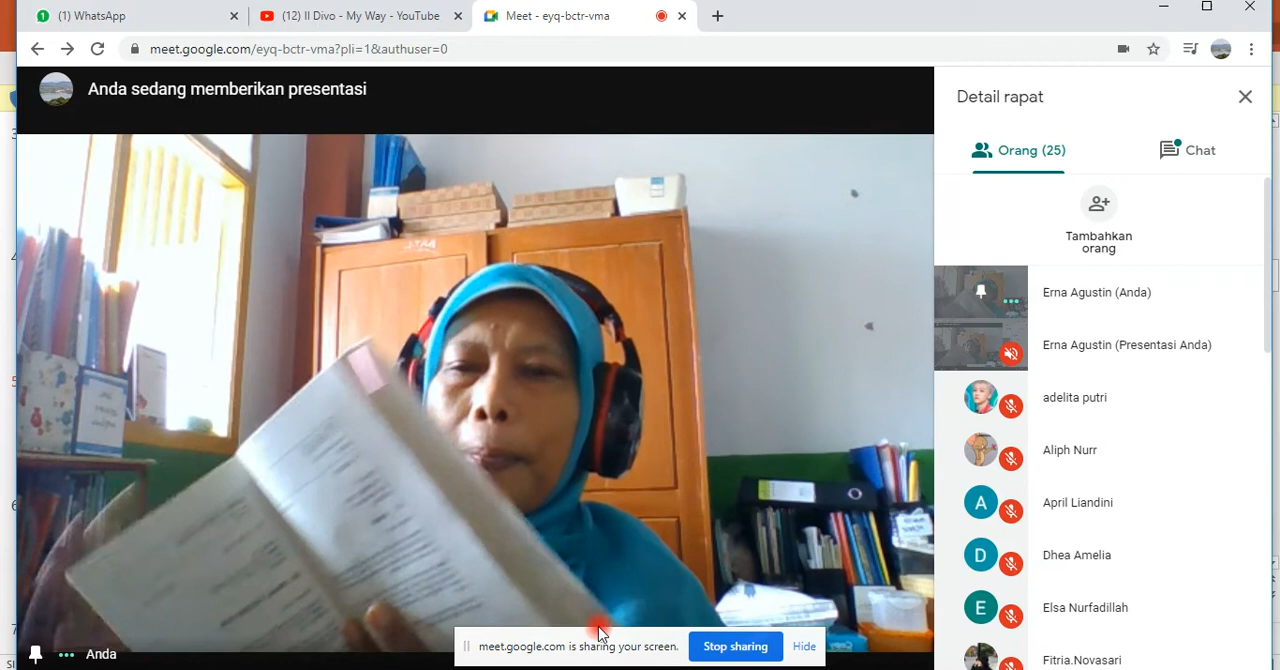 (1) WhatsApp
(12) Il Divo - My Way - YouTube
Meet - eyq-bctr-vma
meet.google.com/eyq-bctr-vma?pli=1&authuser=0
Anda sedang memberikan presentasi
Detail rapat
Orang (25)
Chat
Tambahkan
orang
Erna Agustin (Anda)
Erna Agustin (Presentasi Anda)
adelita putri
Aliph Nurr
A
April Liandini
D
Dhea Amelia
E
Elsa Nurfadillah
Fitria.Novasari
meet.google.com is sharing your screen.
Stop sharing
Hide
Anda